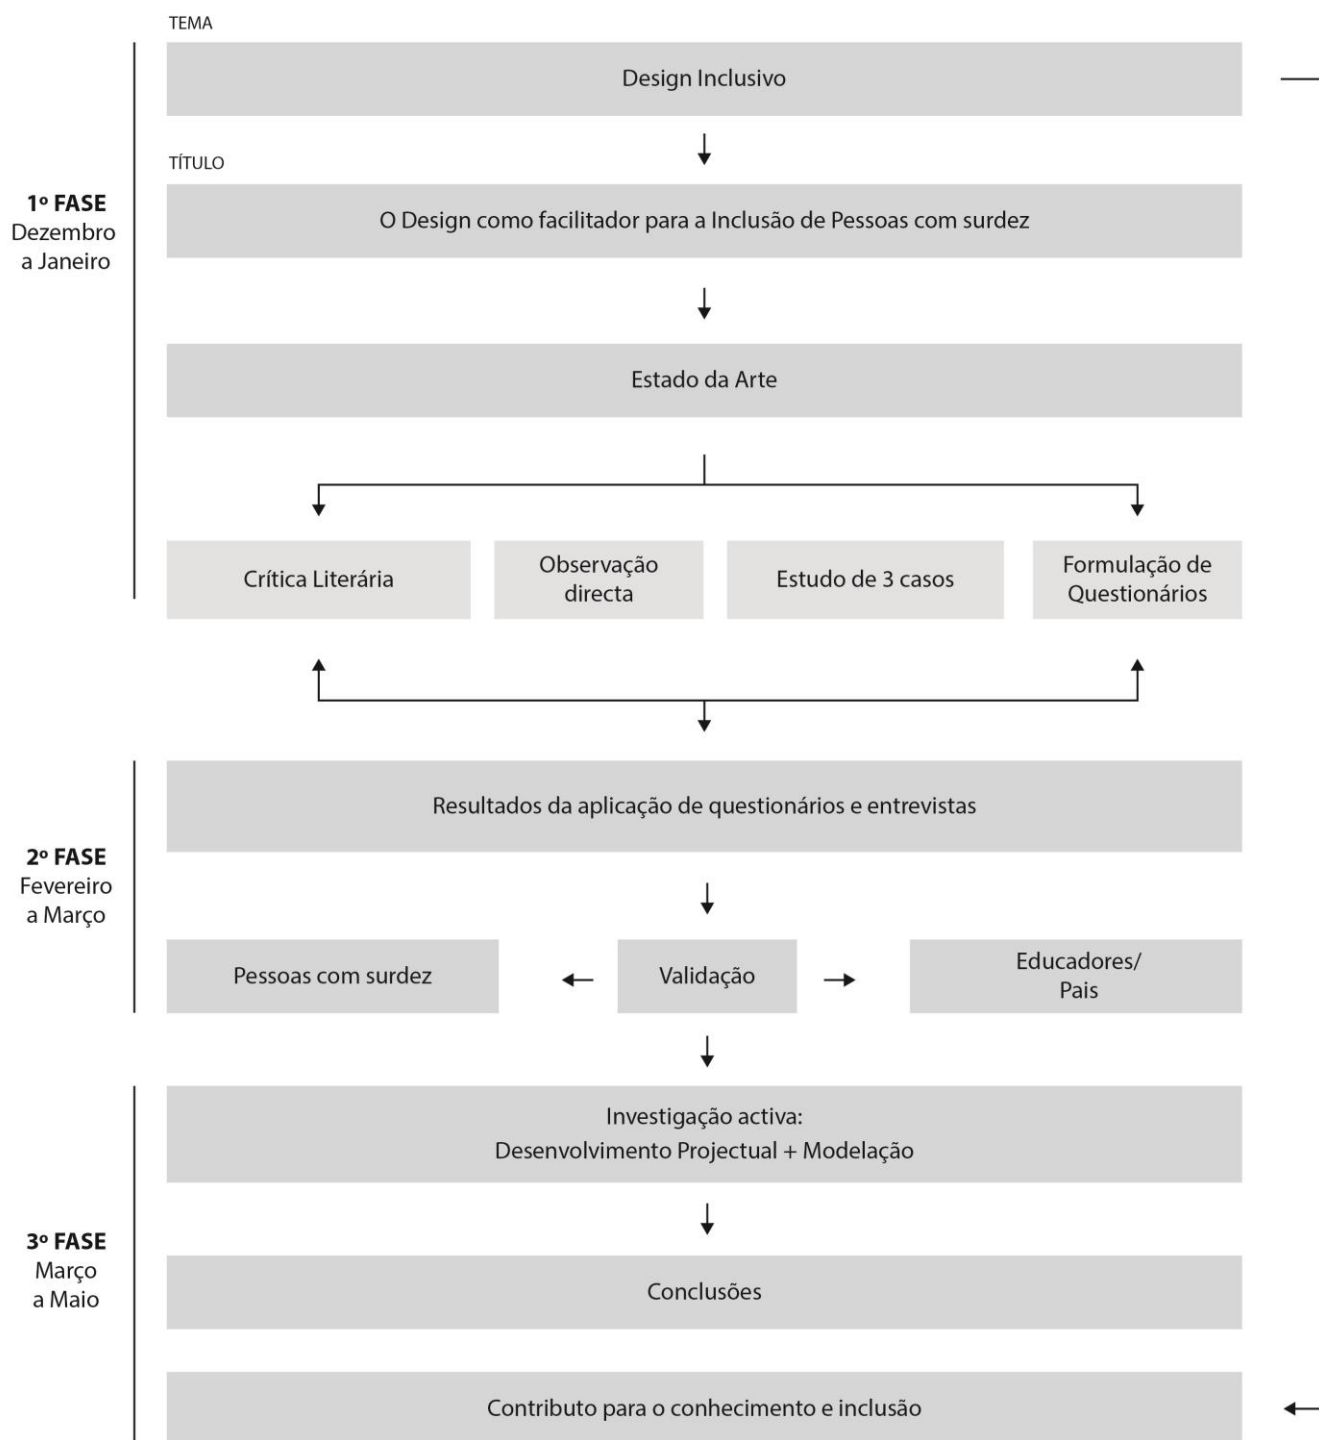 TEMA
Design Inclusivo
TÍTULO
1º FASE
Dezembro
a Janeiro
O Design como facilitador para a Inclusão de Pessoas com surdez
Estado da Arte
Crítica Literária
Observação
directa
Estudo de 3 casos
Formulação de
Questionários
2º FASE
Fevereiro
a Março
Resultados da aplicação de questionários e entrevistas
Pessoas com surdez
Validação
Educadores/
Pais
3º FASE
Março
a Maio
Investigação activa:
Desenvolvimento Projectual + Modelação
Conclusões
Contributo para o conhecimento e inclusão